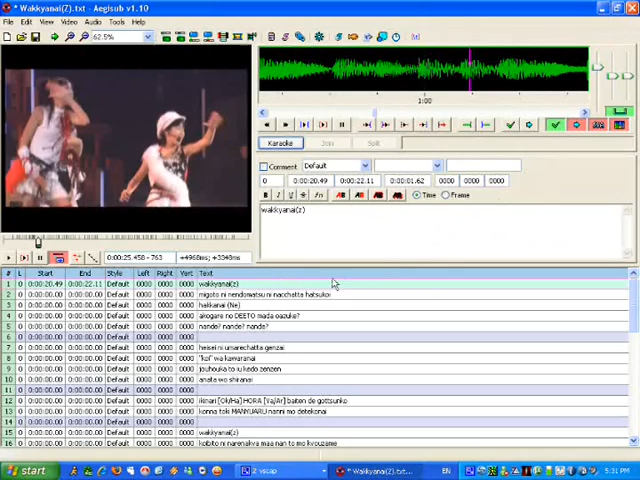 * Wakkyanai(Z).txt - Aegisub v1.10
File Edit View Video Audio Tools Help
62.5%
1:00
Karaoke Join Split
Comment Default
0 0:00:20.49 0:00:22.11 0:00:01.62 0000 0000 0000
B I U S fn AB AB AB AB Time Frame
wakkyanai(z)
0:00:25.458 - 763 +4968ms; +3348ms
# L Start End Style Left Right Vert Text
1 0 0:00:20.49 0:00:22.11 Default 0000 0000 0000 wakkyanai(z)
2 0 0:00:00.00 0:00:00.00 Default 0000 0000 0000 migoto ni nendomatsu ni nacchatta hatsukoi
3 0 0:00:00.00 0:00:00.00 Default 0000 0000 0000 hakkanai (Ne)
4 0 0:00:00.00 0:00:00.00 Default 0000 0000 0000 akogare no DEETO mada oazuke?
5 0 0:00:00.00 0:00:00.00 Default 0000 0000 0000 nande? nande? nande?
6 0 0:00:00.00 0:00:00.00 Default 0000 0000 0000
7 0 0:00:00.00 0:00:00.00 Default 0000 0000 0000 heisei ni umarechatta genzai
8 0 0:00:00.00 0:00:00.00 Default 0000 0000 0000 "koi" wa kawaranai
9 0 0:00:00.00 0:00:00.00 Default 0000 0000 0000 jouhouka to iu kedo zenzen
10 0 0:00:00.00 0:00:00.00 Default 0000 0000 0000 anata wo shiranai
11 0 0:00:00.00 0:00:00.00 Default 0000 0000 0000
12 0 0:00:00.00 0:00:00.00 Default 0000 0000 0000 ikinari [Ok/Ha] HORA [Ya/Ar] baiten de gottsunko
13 0 0:00:00.00 0:00:00.00 Default 0000 0000 0000 konna toki MANYUARU nanni mo detekonai
14 0 0:00:00.00 0:00:00.00 Default 0000 0000 0000
15 0 0:00:00.00 0:00:00.00 Default 0000 0000 0000 wakkyanai(z)
16 0 0:00:00.00 0:00:00.00 Default 0000 0000 0000 koibito ni narenakya maa nan to mo kyouzame
start 2 vscap * Wakkyanai(Z).txt... EN 5:31 PM